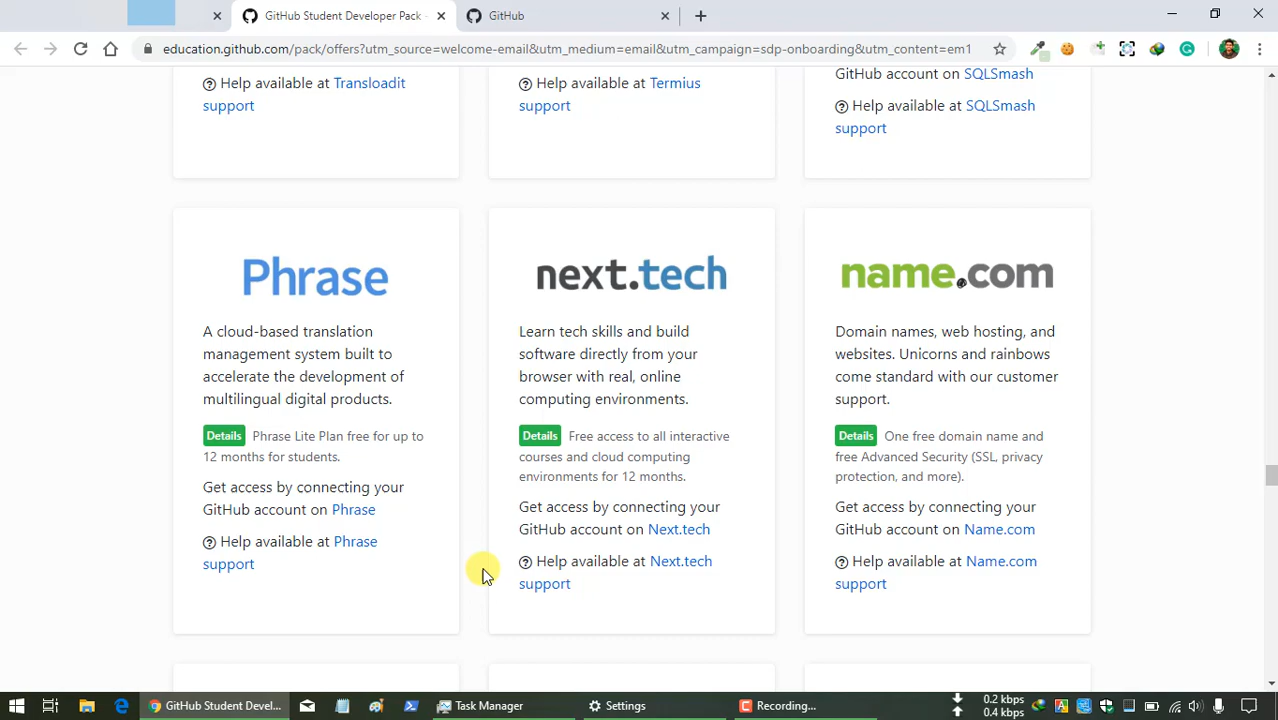 GitHub Student Developer Pack -
GitHub
education.github.com/pack/offers?utm_source=welcome-email&utm_medium=email&utm_campaign=sdp-onboarding&utm_content=em1
Help available at Transloadit
support
Help available at Termius
support
GitHub account on SQLSmash
Help available at SQLSmash
support
Phrase
A cloud-based translation
management system built to
accelerate the development of
multilingual digital products.
Details Phrase Lite Plan free for up to
12 months for students.
Get access by connecting your
GitHub account on Phrase
Help available at Phrase
support
next.tech
Learn tech skills and build
software directly from your
browser with real, online
computing environments.
Details Free access to all interactive
courses and cloud computing
environments for 12 months.
Get access by connecting your
GitHub account on Next.tech
Help available at Next.tech
support
name.com
Domain names, web hosting, and
websites. Unicorns and rainbows
come standard with our customer
support.
Details One free domain name and
free Advanced Security (SSL, privacy
protection, and more).
Get access by connecting your
GitHub account on Name.com
Help available at Name.com
support
GitHub Student Devel...
Task Manager
Settings
Recording...
0.2 kbps
0.4 kbps